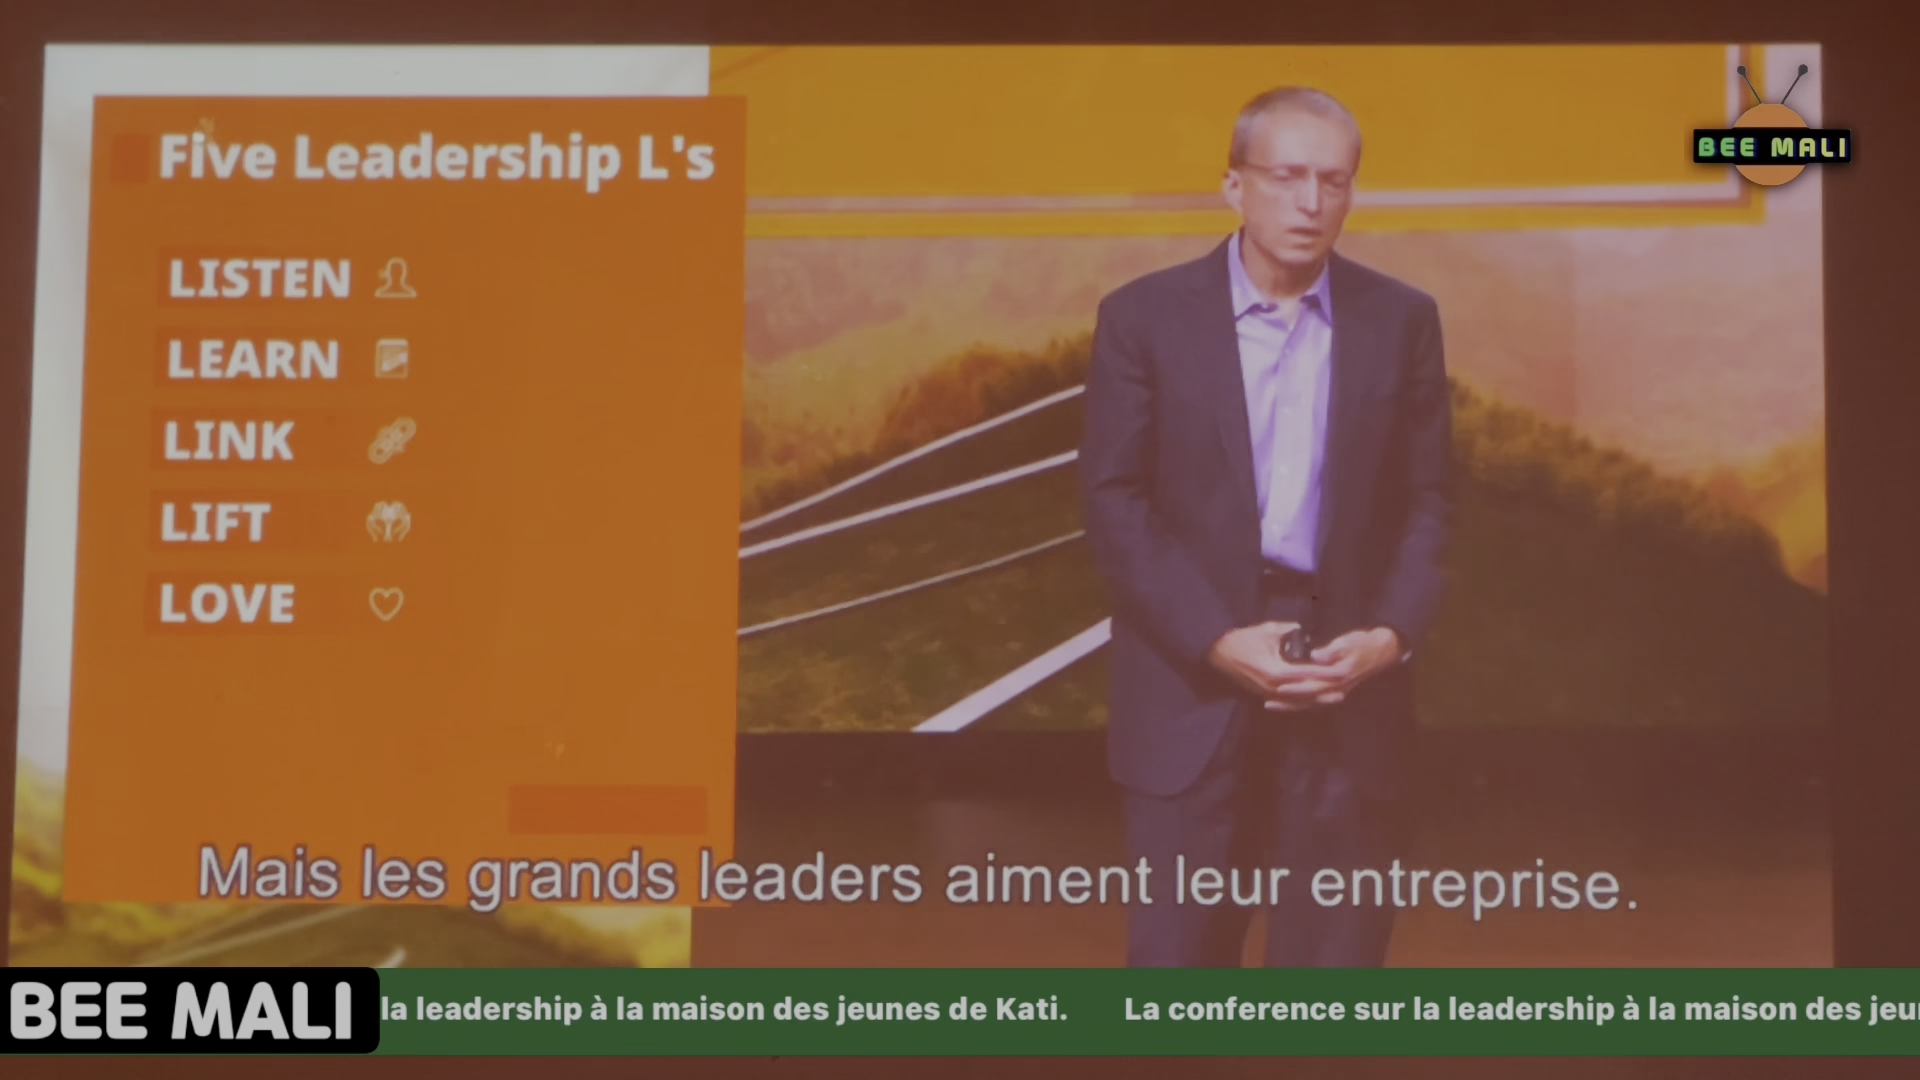 Five Leadership L's
LISTEN
LEARN
LINK
LIFT
LOVE
BEE MALI
Mais les grands leaders aiment leur entreprise.
BEE MALI
la leadership à la maison des jeunes de Kati. La conference sur la leadership à la maison des jeu